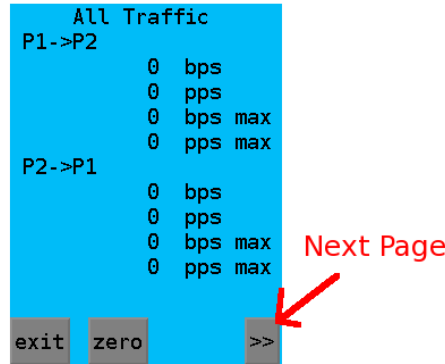 All Traffic
P1->P2
0 bps
0 pps
0 bps max
0 pps max
P2->P1
0 bps
0 pps
0 bps max
0 pps max
Next Page
exit zero >>